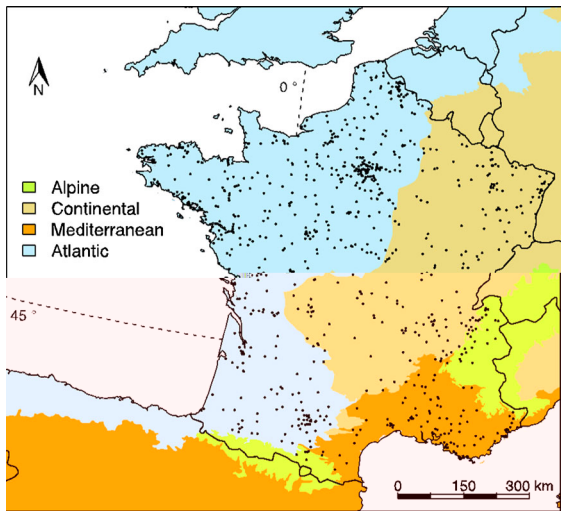 N
0 °
Alpine
Continental
Mediterranean
Atlantic
45 °
0 150 300 km